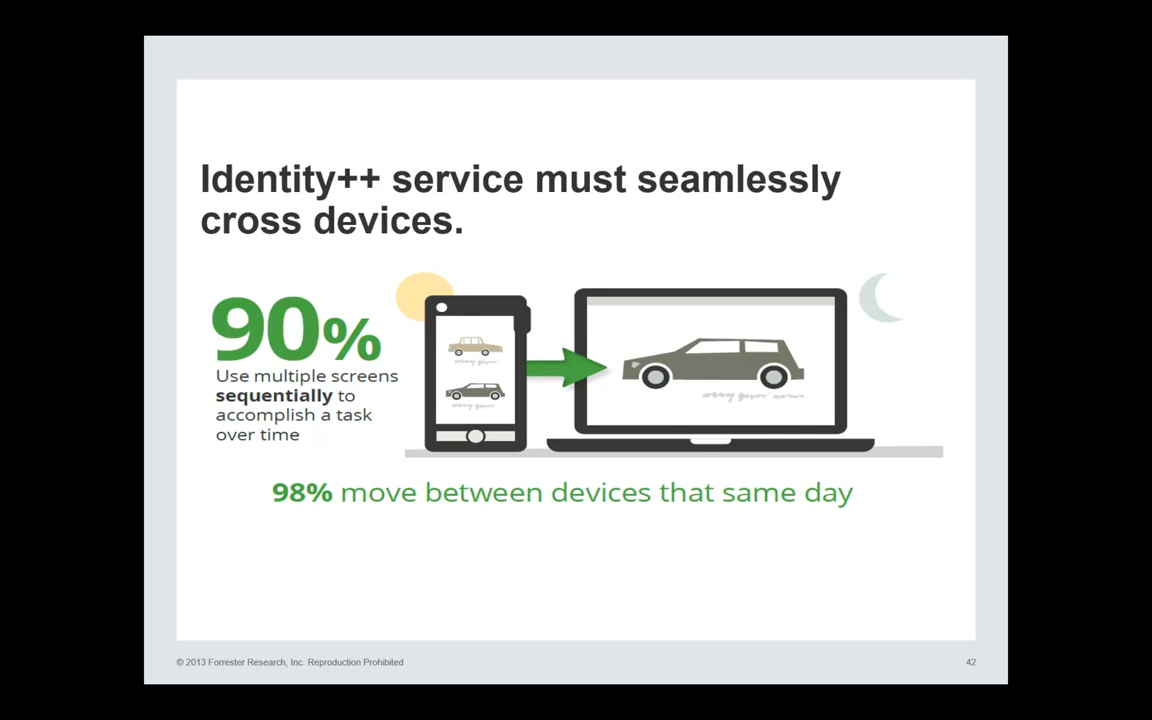 Identity++ service must seamlessly
cross devices.
90%
Use multiple screens
sequentially to
accomplish a task
over time
98% move between devices that same day
© 2013 Forrester Research, Inc. Reproduction Prohibited
42